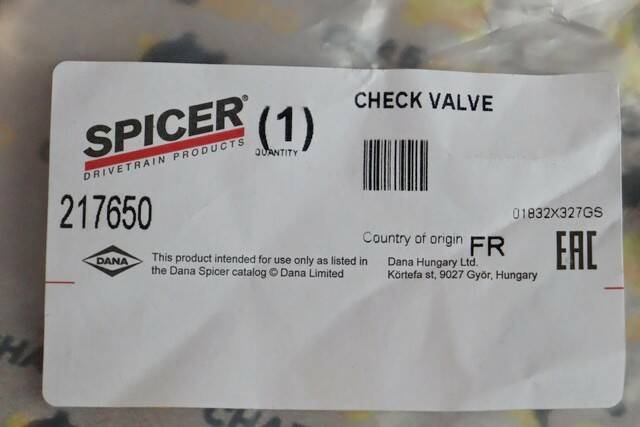 SPICER®
DRIVETRAIN PRODUCTS
(1)
QUANTITY
CHECK VALVE
217650
01832X327GS
Country of origin FR
EAC
DANA
This product intended for use only as listed in
the Dana Spicer catalog © Dana Limited
Dana Hungary Ltd.
Körtefa st, 9027 Győr, Hungary